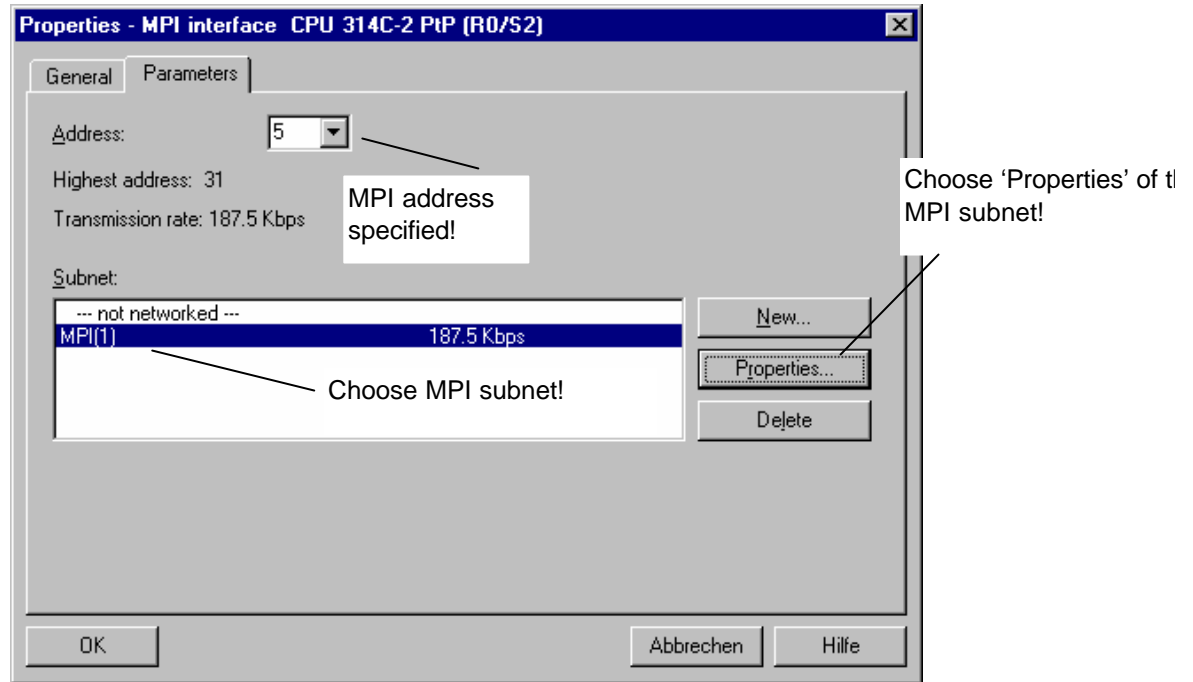 Properties - MPI interface CPU 314C-2 PtP (R0/S2)
General Parameters
Address: 5
Highest address: 31
Transmission rate: 187.5 Kbps
MPI address
specified!
Choose ‘Properties’ of
MPI subnet!
Subnet:
--- not networked ---
MPI(1) 187.5 Kbps
Choose MPI subnet!
New...
Properties...
Delete
OK Abbrechen Hilfe